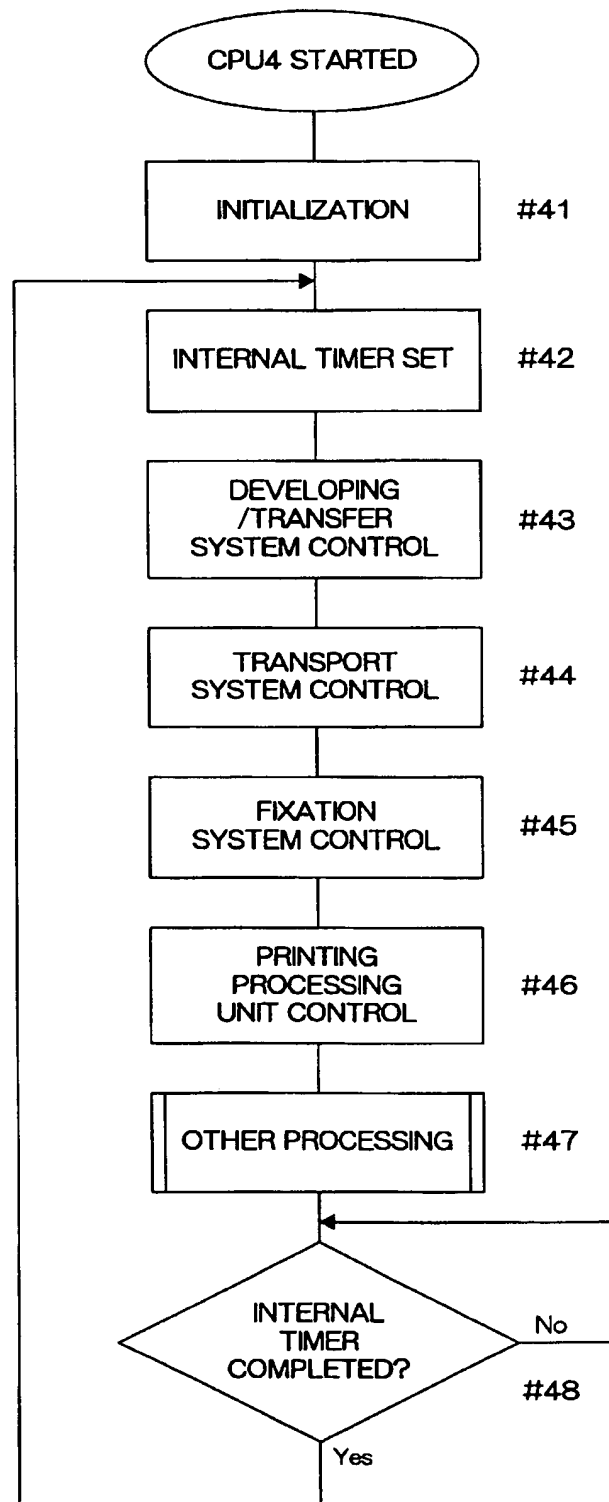 CPU4 STARTED
INITIALIZATION
#41
INTERNAL TIMER SET
#42
DEVELOPING
/TRANSFER
SYSTEM CONTROL
#43
TRANSPORT
SYSTEM CONTROL
#44
FIXATION
SYSTEM CONTROL
#45
PRINTING
PROCESSING
UNIT CONTROL
#46
OTHER PROCESSING
#47
INTERNAL
TIMER
COMPLETED?
No
#48
Yes